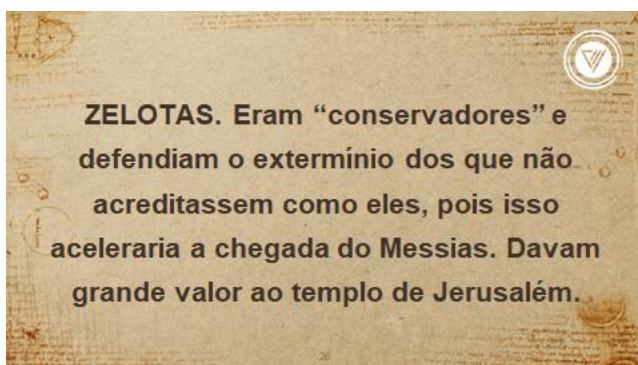 ZELOTAS. Eram “conservadores” e
defendiam o extermínio dos que não
acreditassem como eles, pois isso
aceleraria a chegada do Messias. Davam
grande valor ao templo de Jerusalém.
26